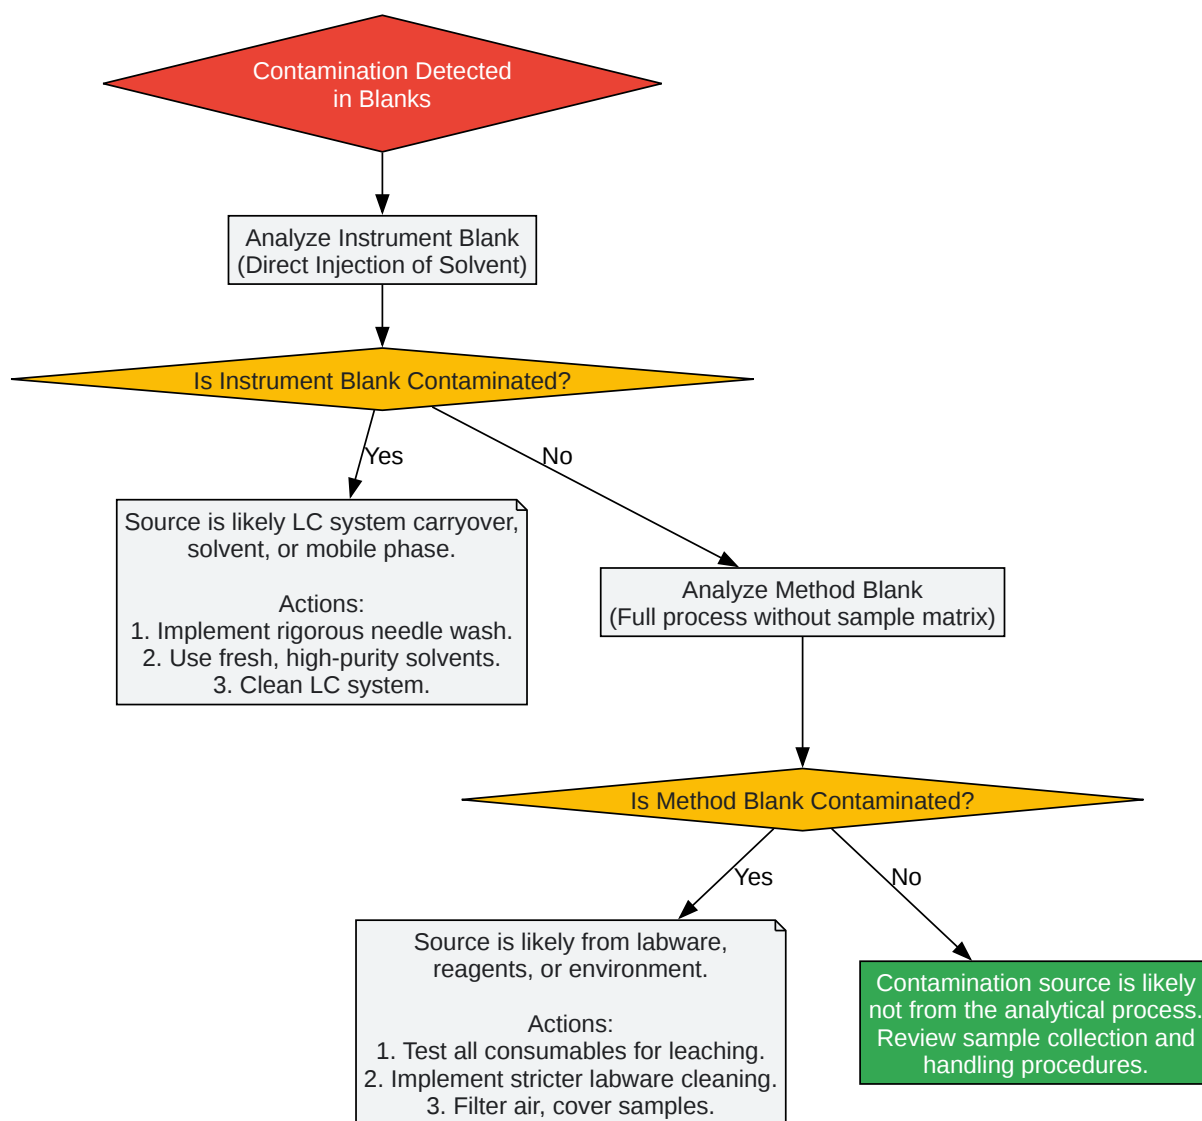 Contamination Detected
in Blanks
Analyze Instrument Blank
(Direct Injection of Solvent)
Is Instrument Blank Contaminated?
Yes
No
Source is likely LC system carryover,
solvent, or mobile phase.
Actions:
1. Implement rigorous needle wash.
2. Use fresh, high-purity solvents.
3. Clean LC system.
Analyze Method Blank
(Full process without sample matrix)
Is Method Blank Contaminated?
Yes
No
Source is likely from labware,
reagents, or environment.
Actions:
1. Test all consumables for leaching.
2. Implement stricter labware cleaning.
3. Filter air, cover samples.
Contamination source is likely
not from the analytical process.
Review sample collection and
handling procedures.